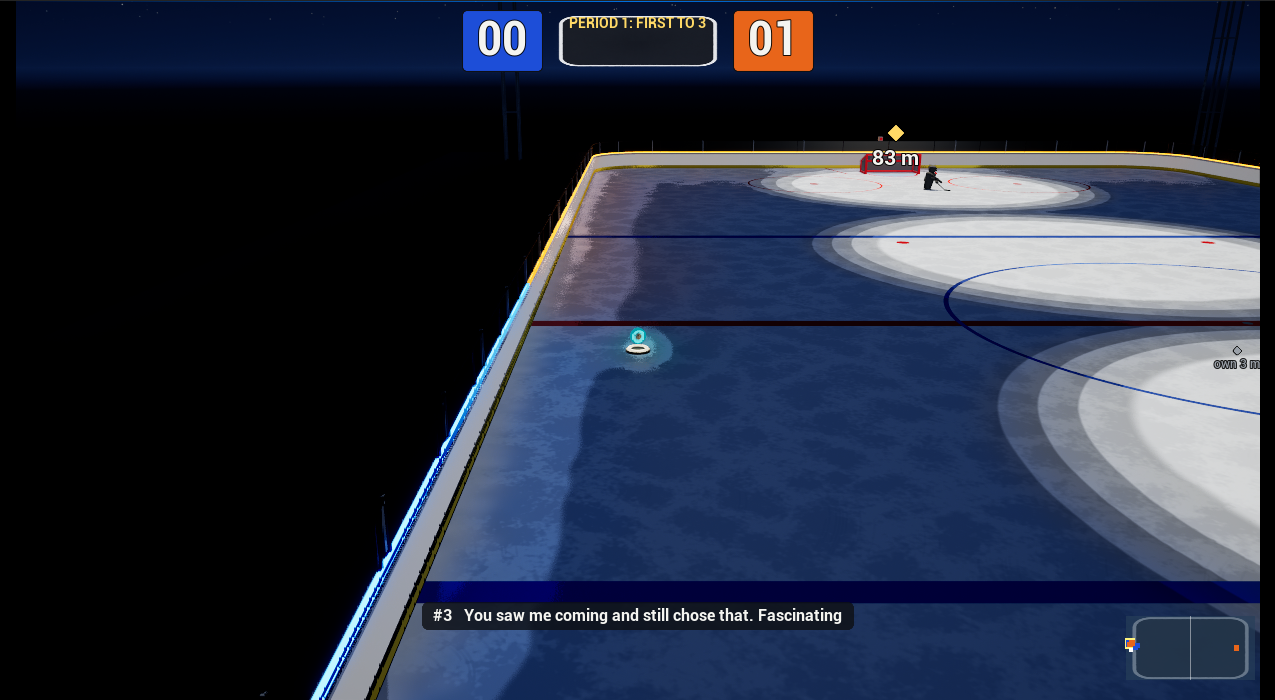 00
PERIOD 1: FIRST TO 3
01
83 m
own 3 m
#3 You saw me coming and still chose that. Fascinating